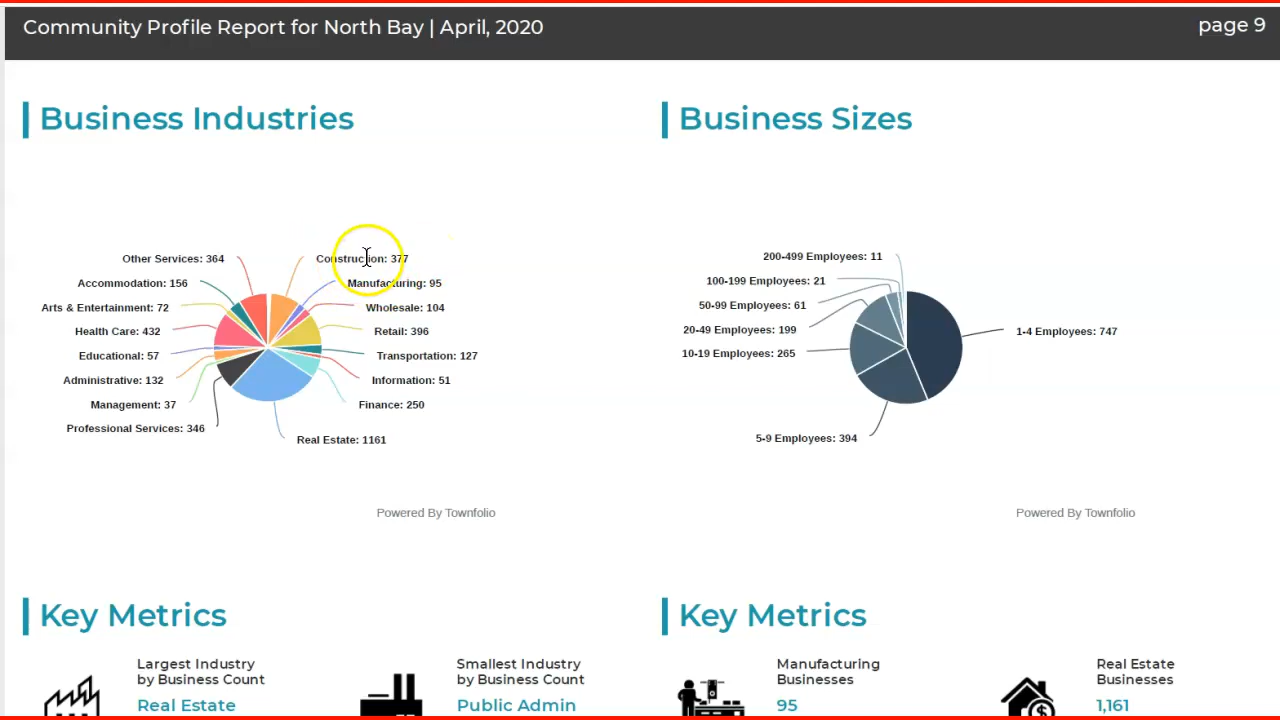 Community Profile Report for North Bay | April, 2020
page 9
Business Industries
Other Services: 364
Accommodation: 156
Arts & Entertainment: 72
Health Care: 432
Educational: 57
Administrative: 132
Management: 37
Professional Services: 346
Construction: 377
Manufacturing: 95
Wholesale: 104
Retail: 396
Transportation: 127
Information: 51
Finance: 250
Real Estate: 1161
Powered By Townfolio
Business Sizes
200-499 Employees: 11
100-199 Employees: 21
50-99 Employees: 61
20-49 Employees: 199
10-19 Employees: 265
5-9 Employees: 394
1-4 Employees: 747
Powered By Townfolio
Key Metrics
Largest Industry
by Business Count
Real Estate
Smallest Industry
by Business Count
Public Admin
Key Metrics
Manufacturing
Businesses
95
Real Estate
Businesses
1,161